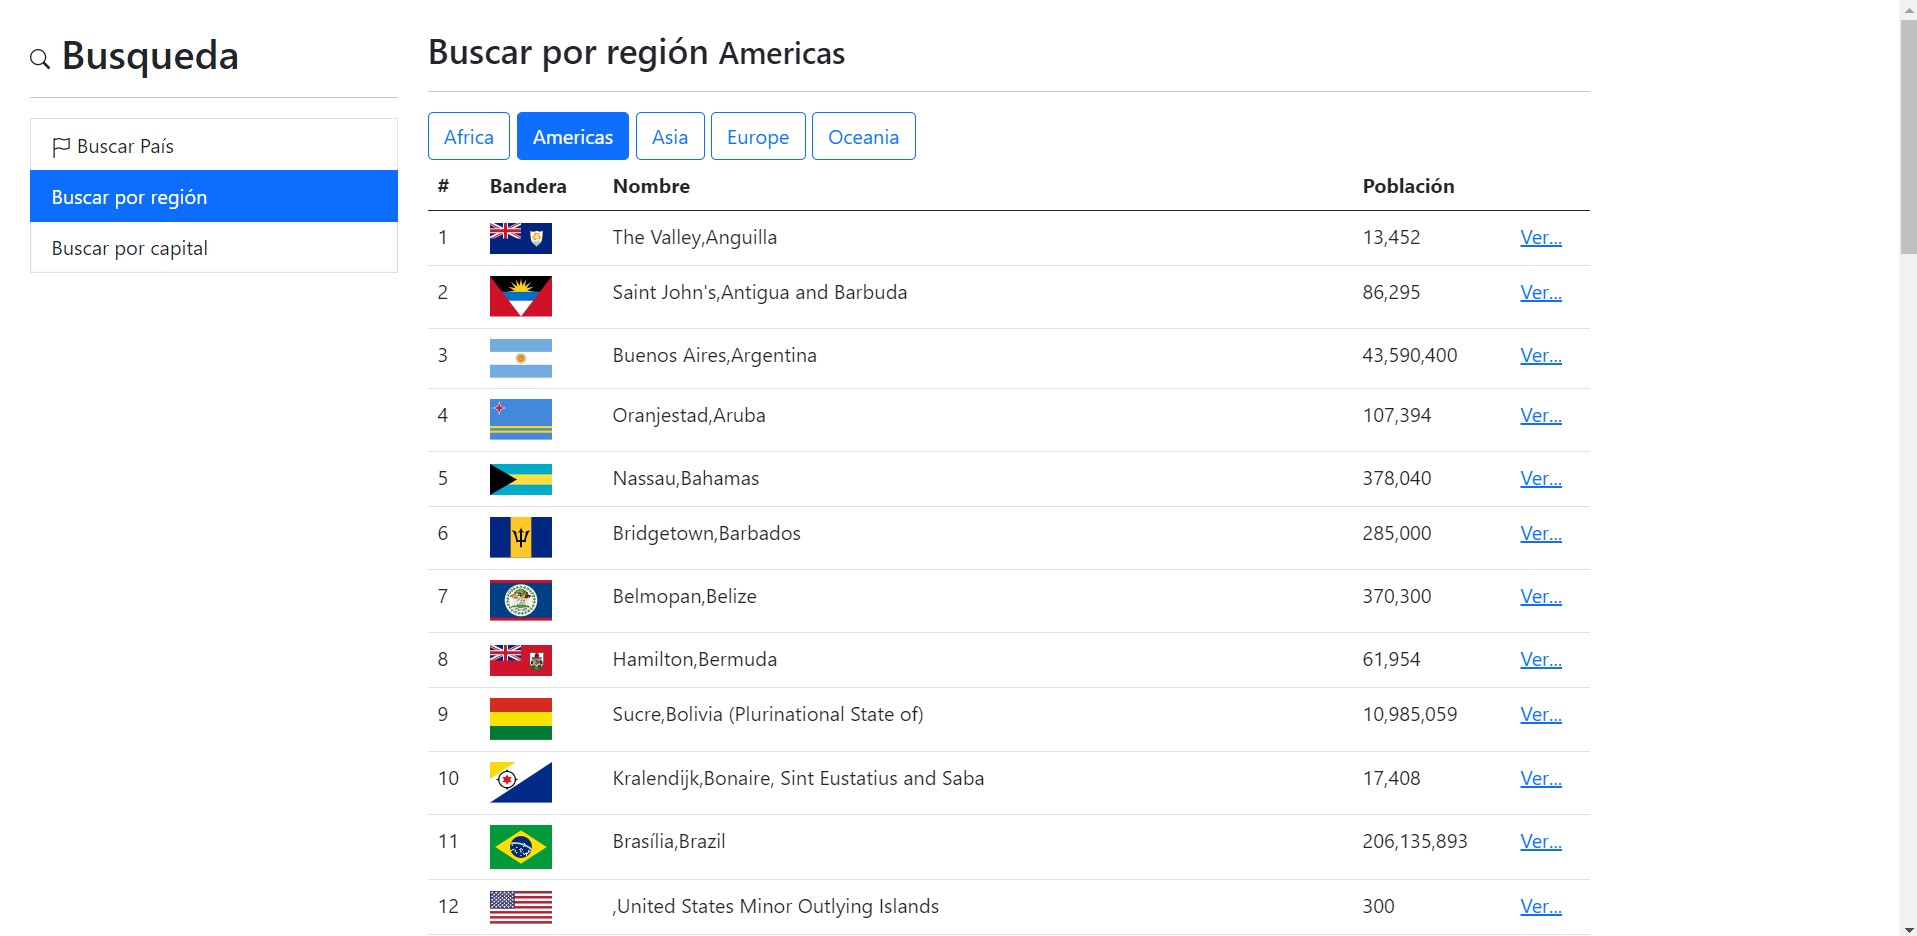 Busqueda
Buscar País
Buscar por región
Buscar por capital
Buscar por región Americas
Africa Americas Asia Europe Oceania
# Bandera Nombre Población
1 The Valley,Anguilla 13,452 Ver...
2 Saint John's,Antigua and Barbuda 86,295 Ver...
3 Buenos Aires,Argentina 43,590,400 Ver...
4 Oranjestad,Aruba 107,394 Ver...
5 Nassau,Bahamas 378,040 Ver...
6 Bridgetown,Barbados 285,000 Ver...
7 Belmopan,Belize 370,300 Ver...
8 Hamilton,Bermuda 61,954 Ver...
9 Sucre,Bolivia (Plurinational State of) 10,985,059 Ver...
10 Kralendijk,Bonaire, Sint Eustatius and Saba 17,408 Ver...
11 Brasília,Brazil 206,135,893 Ver...
12 ,United States Minor Outlying Islands 300 Ver...